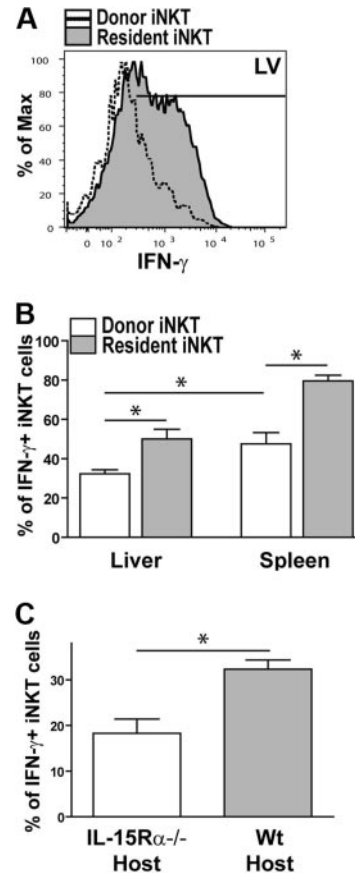 A
Donor iNKT
Resident iNKT
LV
100
80
60
40
20
0
% of Max
0 10^2 10^3 10^4 10^5
IFN-γ
B
Donor iNKT
Resident iNKT
% of IFN-γ+ iNKT cells
80
60
40
20
0
*
*
*
Liver Spleen
C
% of IFN-γ+ iNKT cells
30
20
10
0
*
IL-15Rα-/- Wt
Host Host